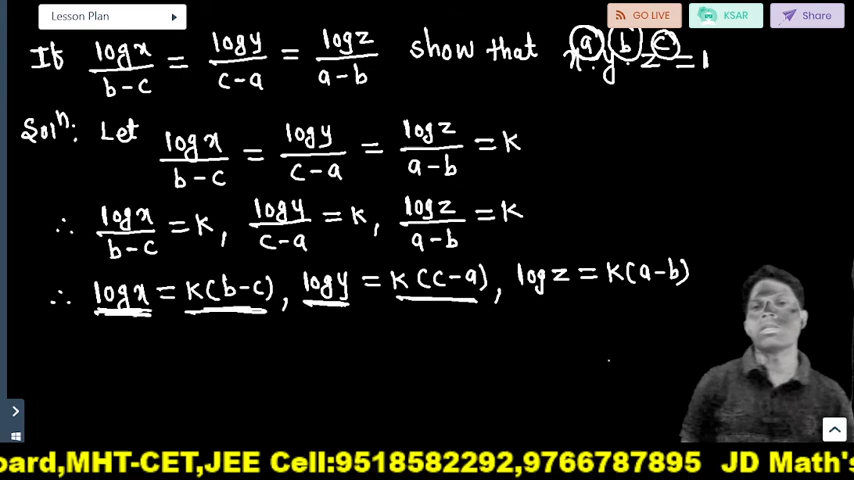 Lesson Plan
GO LIVE
KSAR
Share
If logx/b-c = logy/c-a = logz/a-b show that x^a · y^b · z^c = 1
Solⁿ: Let logx/b-c = logy/c-a = logz/a-b = K
∴ logx/b-c = K, logy/c-a = K, logz/a-b = K
∴ logx = K(b-c), logy = K(c-a), logz = K(a-b)
oard,MHT-CET,JEE Cell:9518582292,9766787895 JD Math's